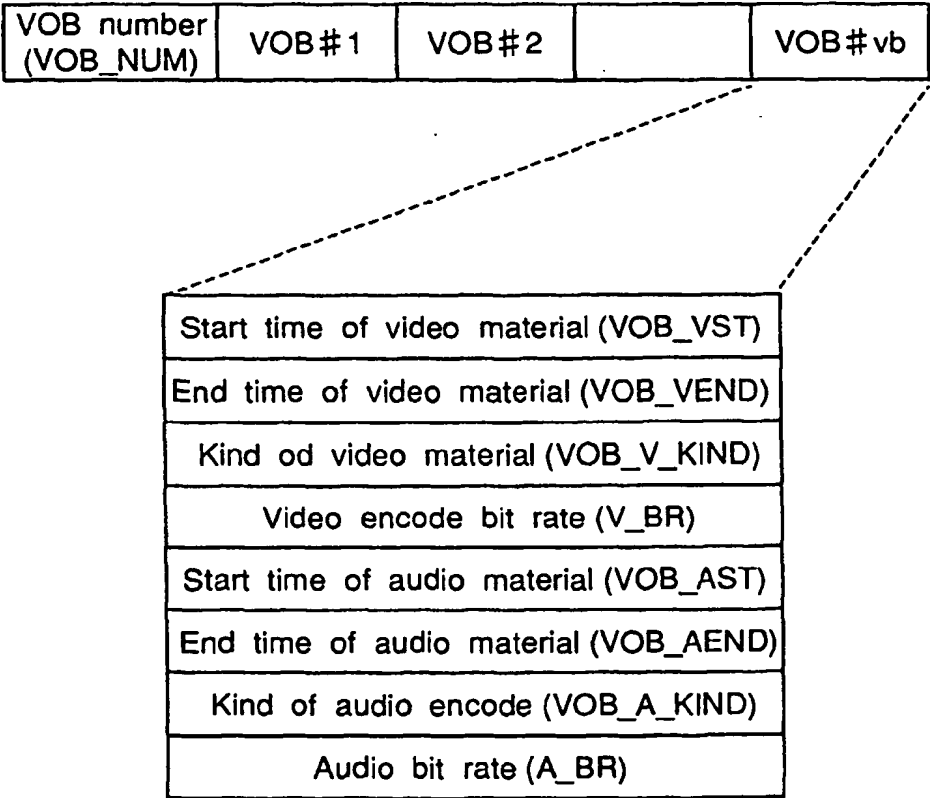 VOB number
(VOB_NUM)
VOB#1
VOB#2
VOB#vb
Start time of video material (VOB_VST)
End time of video material (VOB_VEND)
Kind od video material (VOB_V_KIND)
Video encode bit rate (V_BR)
Start time of audio material (VOB_AST)
End time of audio material (VOB_AEND)
Kind of audio encode (VOB_A_KIND)
Audio bit rate (A_BR)